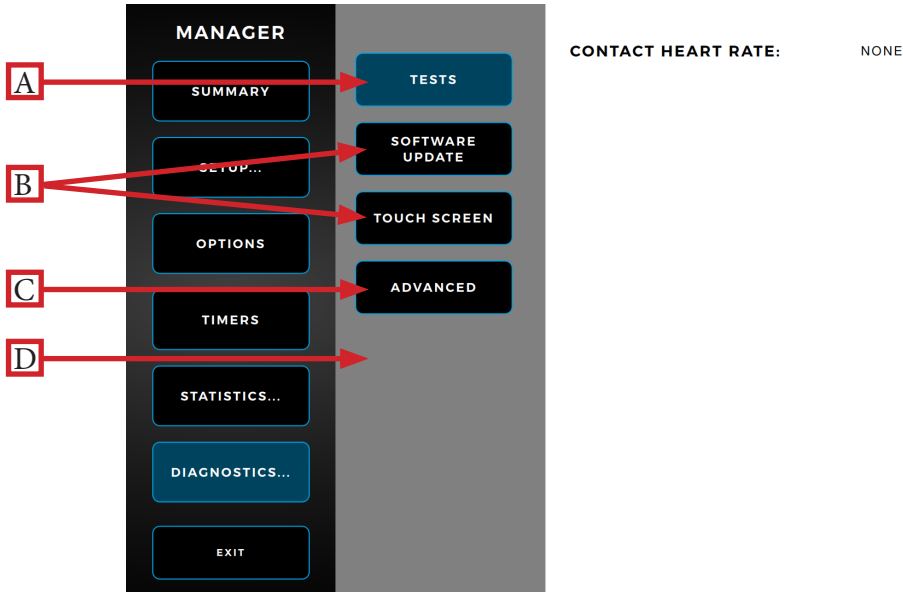 MANAGER
SUMMARY
SETUP...
OPTIONS
TIMERS
STATISTICS...
DIAGNOSTICS...
EXIT
TESTS
SOFTWARE
UPDATE
TOUCH SCREEN
ADVANCED
CONTACT HEART RATE: NONE
A
B
C
D